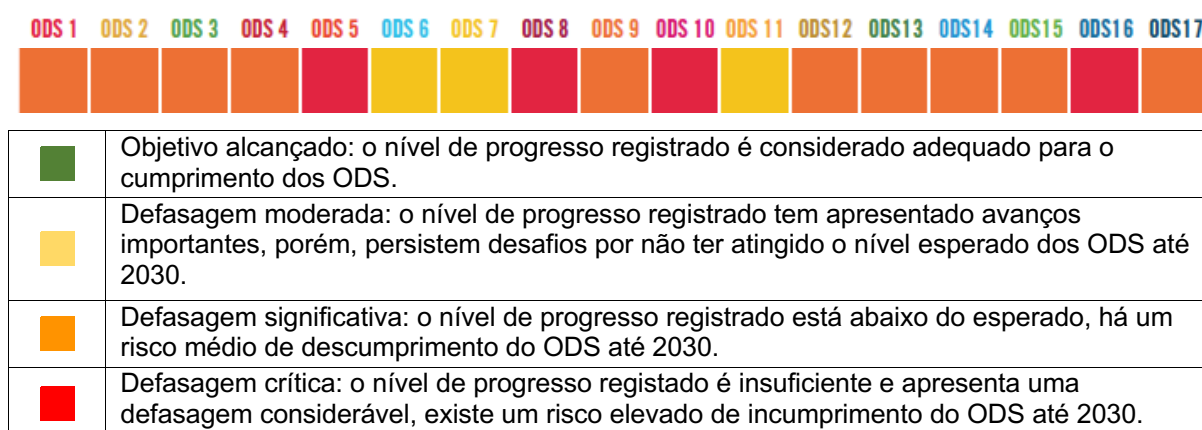 ODS 1 ODS 2 ODS 3 ODS 4 ODS 5 ODS 6 ODS 7 ODS 8 ODS 9 ODS 10 ODS 11 ODS12 ODS13 ODS14 ODS15 ODS16 ODS17
Objetivo alcançado: o nível de progresso registrado é considerado adequado para o
cumprimento dos ODS.
Defasagem moderada: o nível de progresso registrado tem apresentado avanços
importantes, porém, persistem desafios por não ter atingido o nível esperado dos ODS até
2030.
Defasagem significativa: o nível de progresso registrado está abaixo do esperado, há um
risco médio de descumprimento do ODS até 2030.
Defasagem crítica: o nível de progresso registado é insuficiente e apresenta uma
defasagem considerável, existe um risco elevado de incumprimento do ODS até 2030.